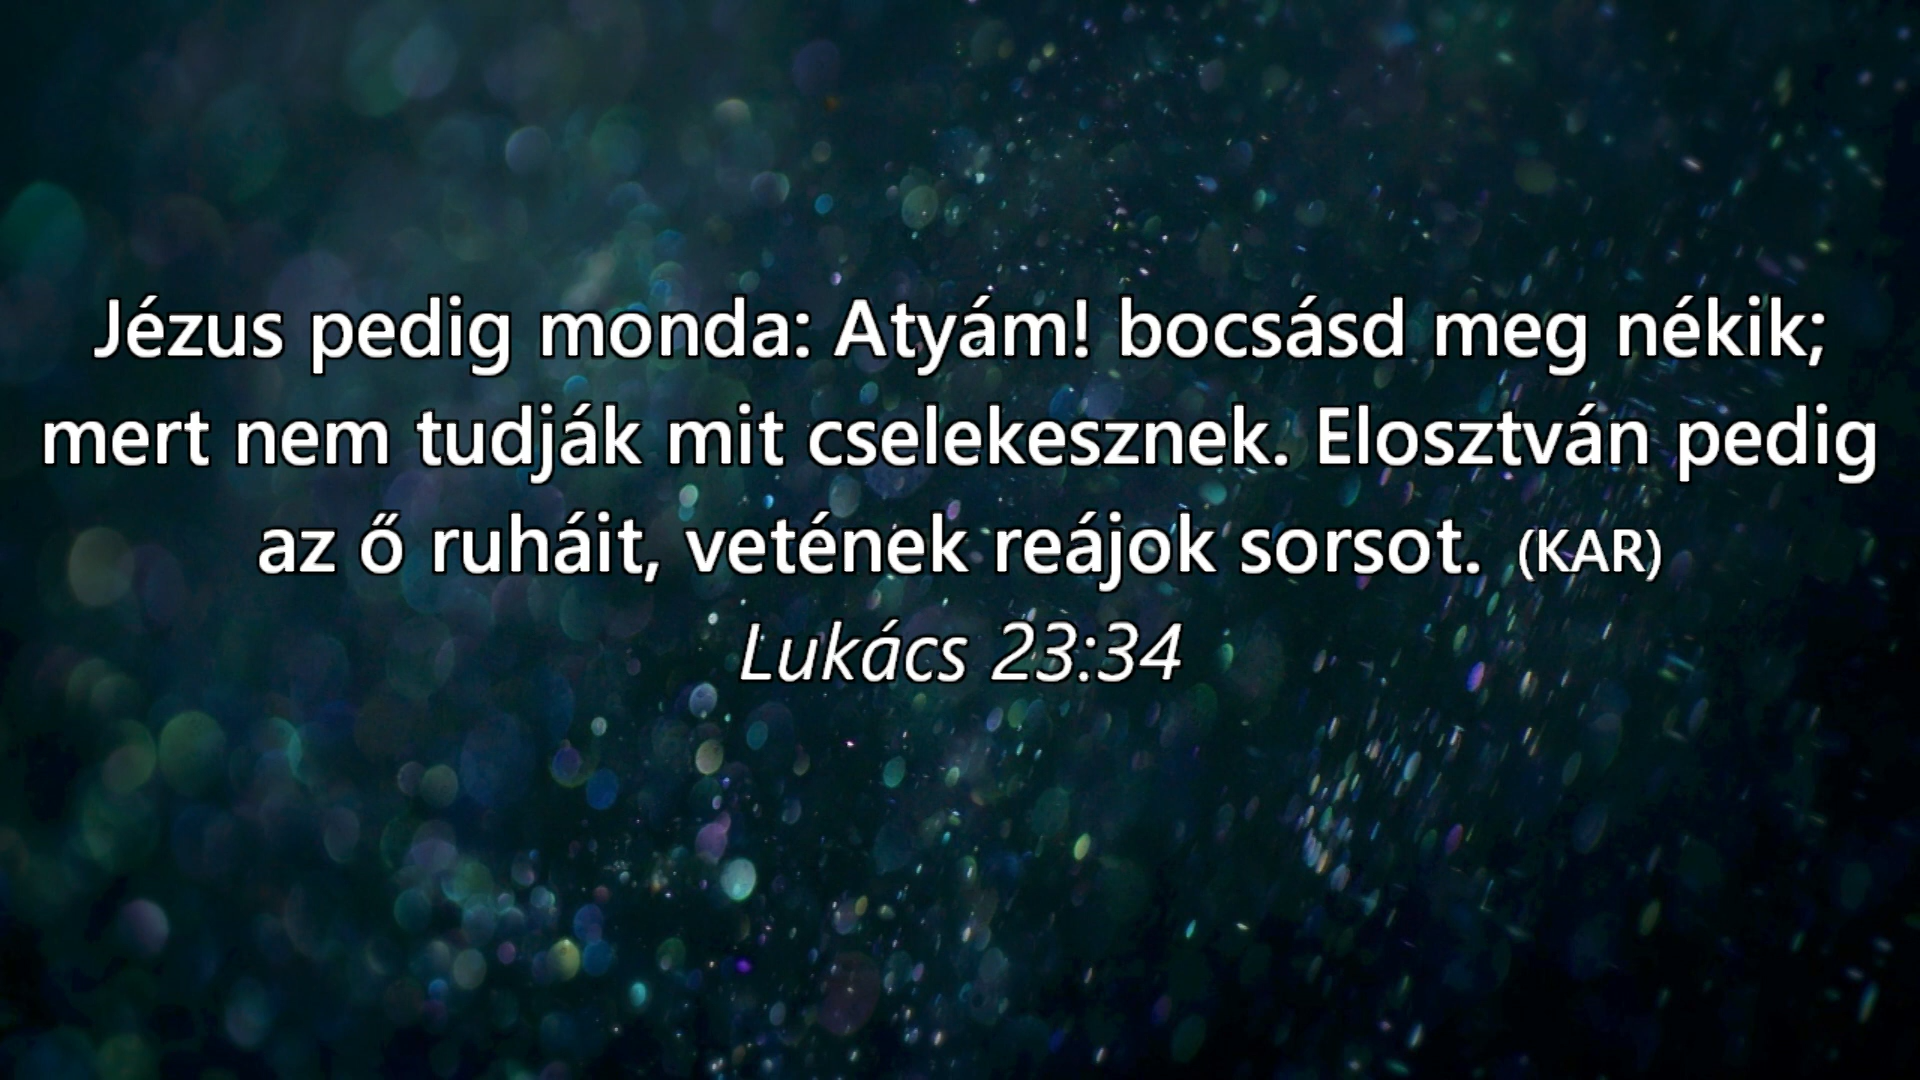 Jézus pedig monda: Atyám! bocsásd meg nékik;
mert nem tudják mit cselekesznek. Elosztván pedig
az ő ruháit, vetének reájok sorsot. (KAR)
Lukács 23:34